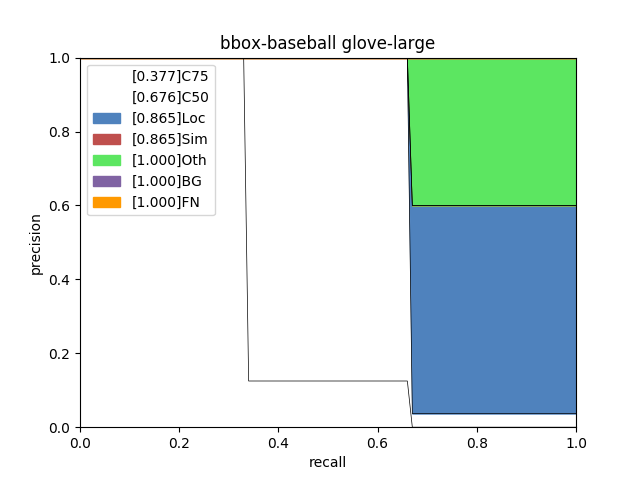 bbox-baseball glove-large
1.0
0.8
0.6
0.4
0.2
0.0
precision
[0.377]C75
[0.676]C50
[0.865]Loc
[0.865]Sim
[1.000]Oth
[1.000]BG
[1.000]FN
0.0 0.2 0.4 0.6 0.8 1.0
recall